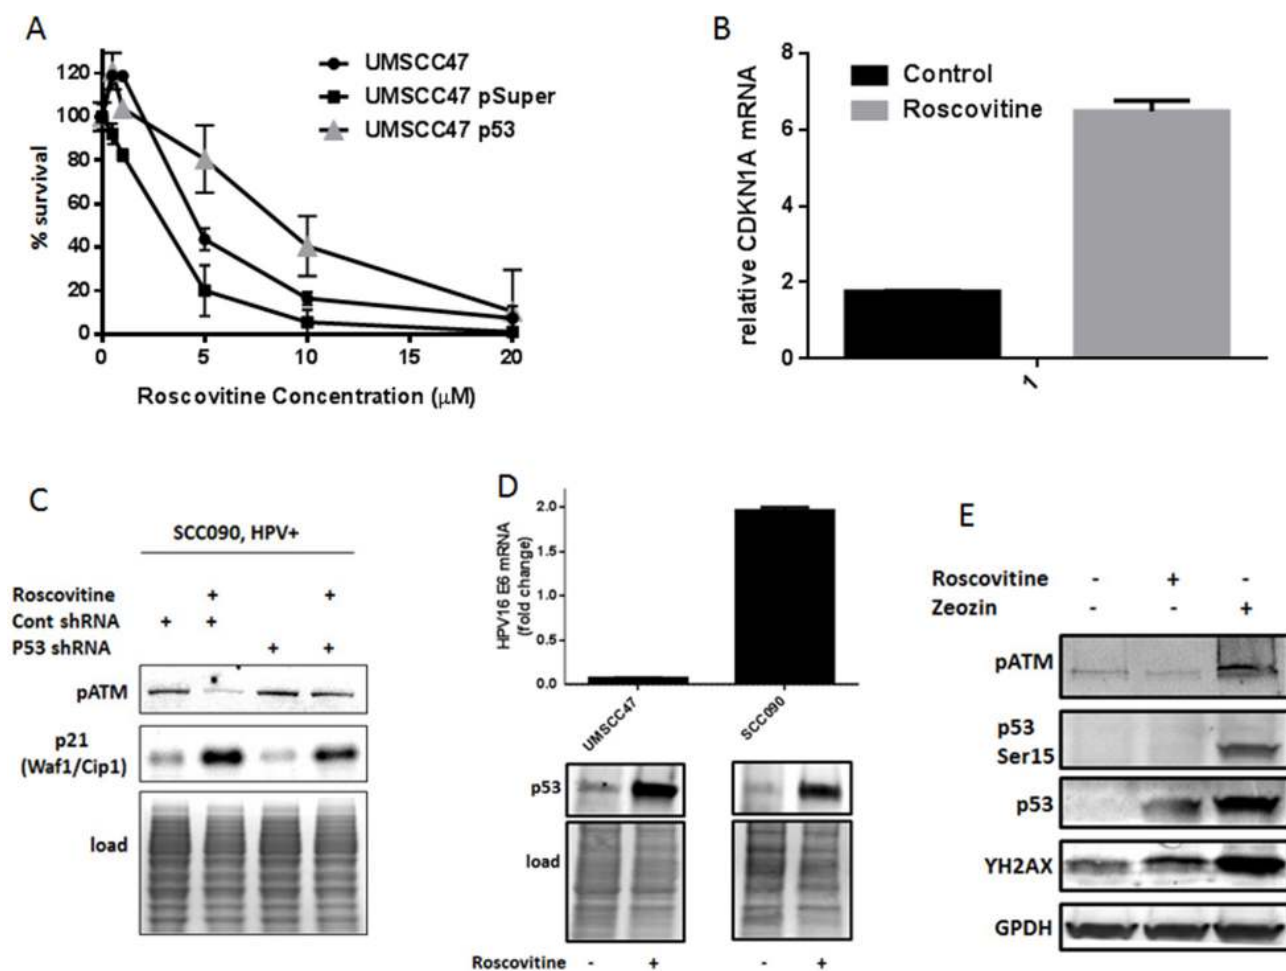 A
UMSCC47
UMSCC47 pSuper
UMSCC47 p53
% survival
120
100
80
60
40
20
0
0 5 10 15 20
Roscovitine Concentration (μM)
B
Control
Roscovitine
relative CDKN1A mRNA
8
6
4
2
0
1
C
SCC090, HPV+
Roscovitine + +
Cont shRNA + +
P53 shRNA + +
pATM
p21
(Waf1/Cip1)
load
D
HPV16 E6 mRNA
(fold change)
2.0
1.5
1.0
0.5
0.0
UMSCC47 SCC090
p53
load
Roscovitine - + - +
E
Roscovitine - + -
Zeozin - - +
pATM
p53
Ser15
p53
YH2AX
GPDH